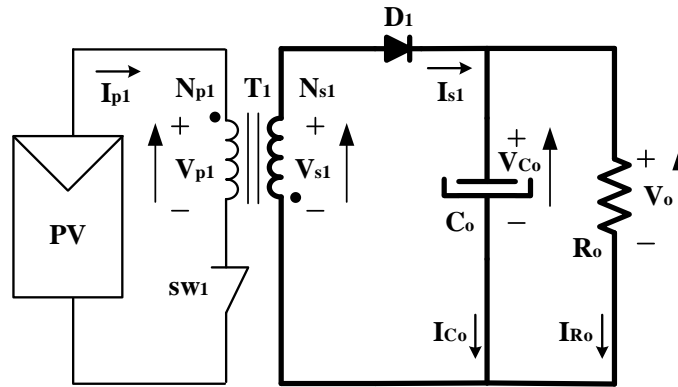 D1
Ip1
Np1 T1 Ns1
Is1
+ + + +
Vp1 Vs1 VCo Vo
− − − −
PV
Co
Ro
sw1
ICo IRo